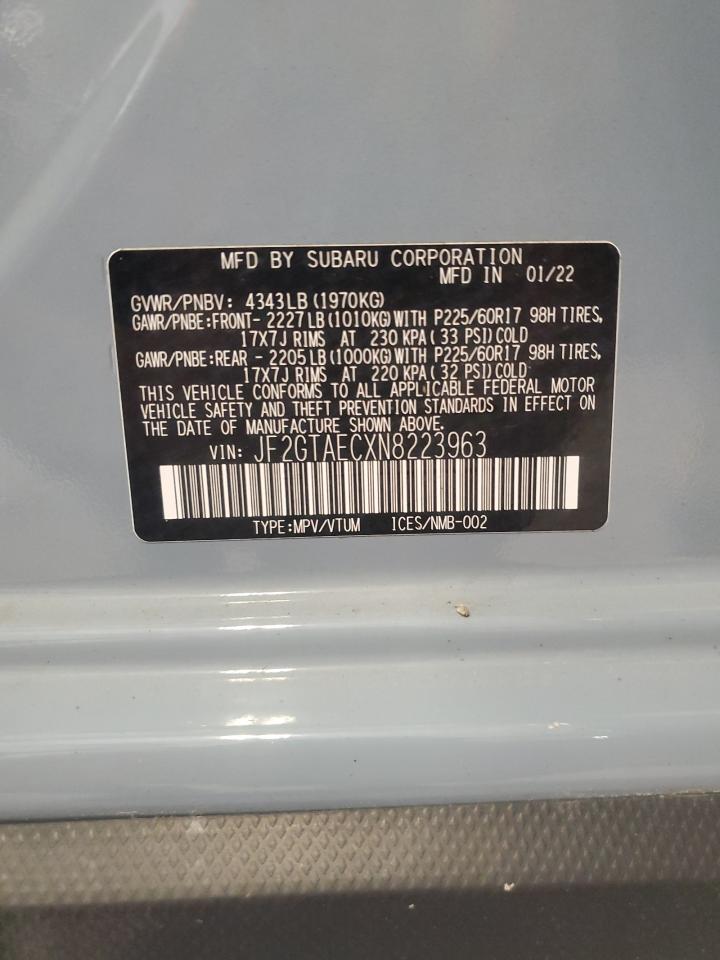 MFD BY SUBARU CORPORATION
MFD IN 01/22
GVWR/PNBV: 4343LB(1970KG)
GAWR/PNBE:FRONT- 2227LB(1010KG)WITH P225/60R17 98H TIRES,
17X7J RIMS AT 230 KPA( 33 PSI)COLD
GAWR/PNBE:REAR - 2205LB(1000KG)WITH P225/60R17 98H TIRES,
17X7J RIMS AT 220 KPA( 32 PSI)COLD
THIS VEHICLE CONFORMS TO ALL APPLICABLE FEDERAL MOTOR
VEHICLE SAFETY AND THEFT PREVENTION STANDARDS IN EFFECT ON
THE DATE OF MANUFACTURE SHOWN ABOVE.
VIN: JF2GTAECXN8223963
TYPE:MPV/VTUM ICES/NMB-002